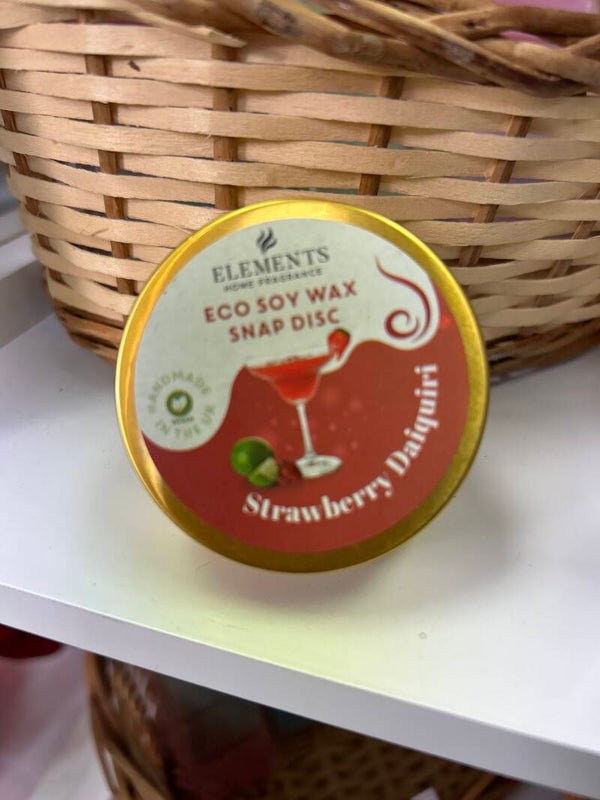 ELEMENTS
HOME FRAGRANCE
ECO SOY WAX
SNAP DISC
HANDMADE
VEGAN
IN THE UK
Strawberry Daiquiri